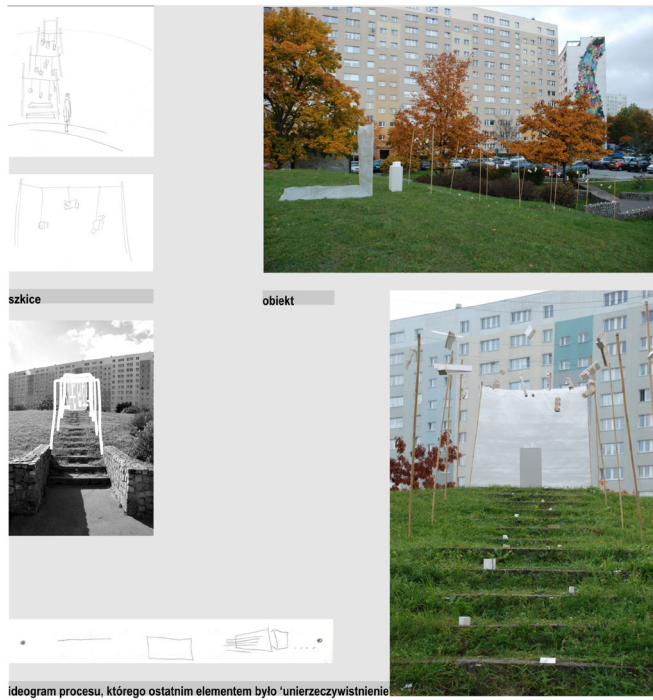 szkice
obiekt
ideogram procesu, którego ostatnim elementem było ‘unierzeczywistnienie